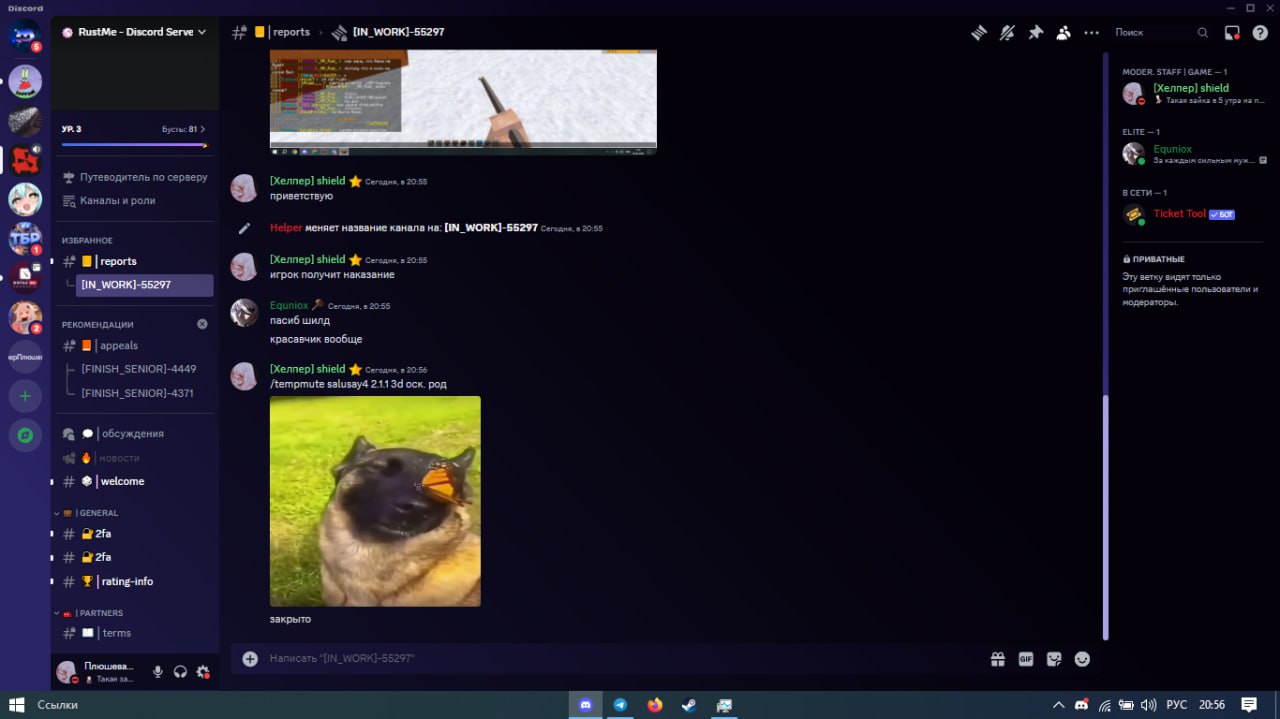 Discord
RustMe - Discord Serve
reports
[IN_WORK]-55297
Поиск
УР. 3
Бусты: 81
Путеводитель по серверу
Каналы и роли
ИЗБРАННОЕ
| reports
[IN_WORK]-55297
РЕКОМЕНДАЦИИ
| appeals
[FINISH_SENIOR]-4449
[FINISH_SENIOR]-4371
| обсуждения
| новости
| welcome
| GENERAL
2fa
2fa
| rating-info
| PARTNERS
| terms
Плюшева...
Такая за...
[Хелпер] shield Сегодня, в 20:55
приветствую
Helper меняет название канала на: [IN_WORK]-55297 Сегодня, в 20:55
[Хелпер] shield Сегодня, в 20:55
игрок получит наказание
Equniox Сегодня, в 20:55
пасиб шилд
красавчик вообще
[Хелпер] shield Сегодня, в 20:56
/tempmute salusay4 2.1.1 3d оск. род
закрыто
Написать "[IN_WORK]-55297"
GIF
MODER. STAFF | GAME — 1
[Хелпер] shield
Такая зайка в 5 утра на п...
ELITE — 1
Equniox
За каждым сильным муж...
В СЕТИ — 1
Ticket Tool БОТ
ПРИВАТНЫЕ
Эту ветку видят только
приглашённые пользователи и
модераторы.
5
ТБР
1
2
ерПлюшев
Ссылки
РУС
20:56